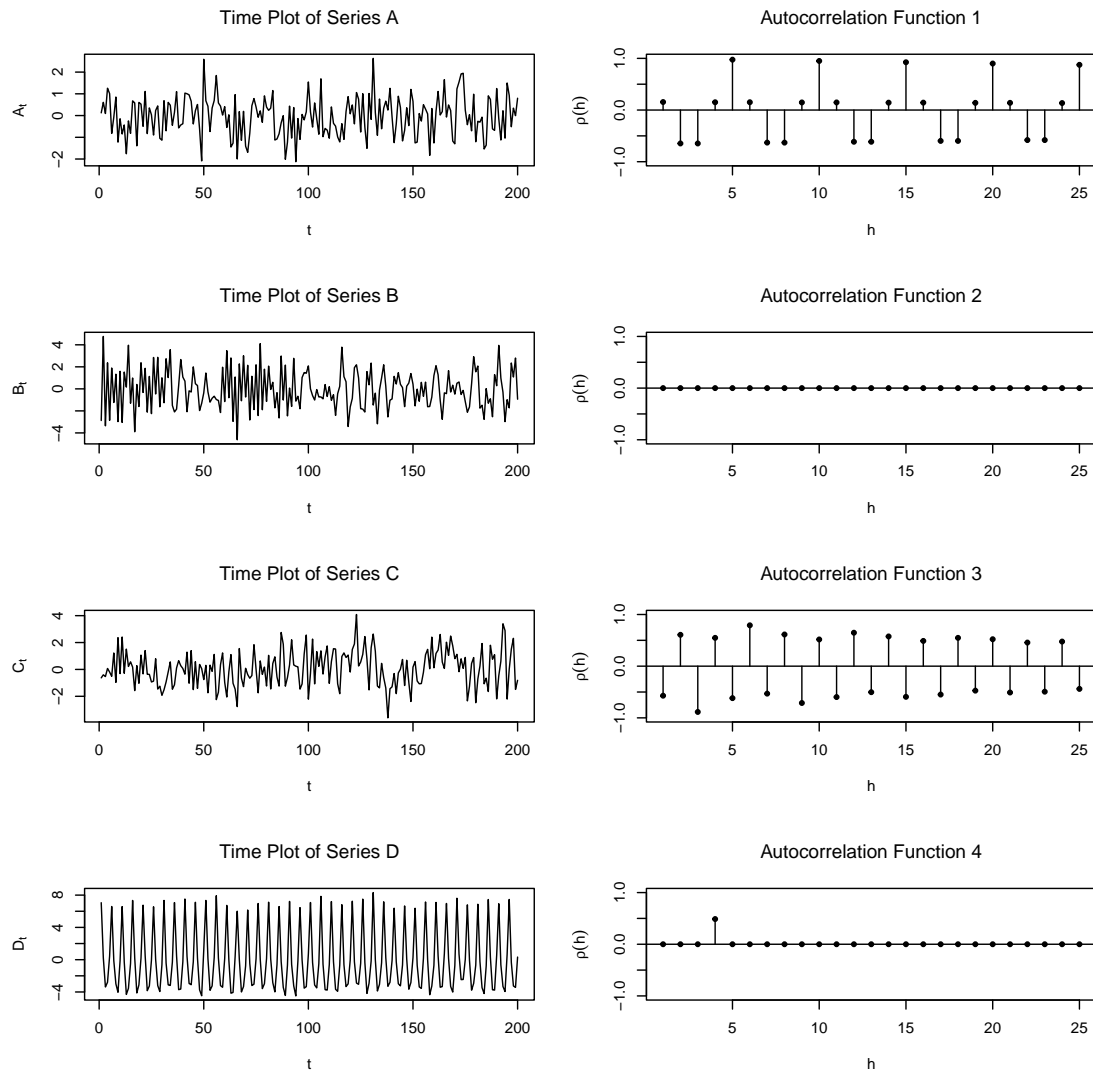 Time Plot of Series A
A_t
2
1
0
−2
0
50
100
150
200
t
Autocorrelation Function 1
ρ(h)
1.0
0.0
−1.0
5
10
15
20
25
h
Time Plot of Series B
B_t
4
2
0
−4
0
50
100
150
200
t
Autocorrelation Function 2
ρ(h)
1.0
0.0
−1.0
5
10
15
20
25
h
Time Plot of Series C
C_t
4
2
0
−2
0
50
100
150
200
t
Autocorrelation Function 3
ρ(h)
1.0
0.0
−1.0
5
10
15
20
25
h
Time Plot of Series D
D_t
8
4
0
−4
0
50
100
150
200
t
Autocorrelation Function 4
ρ(h)
1.0
0.0
−1.0
5
10
15
20
25
h